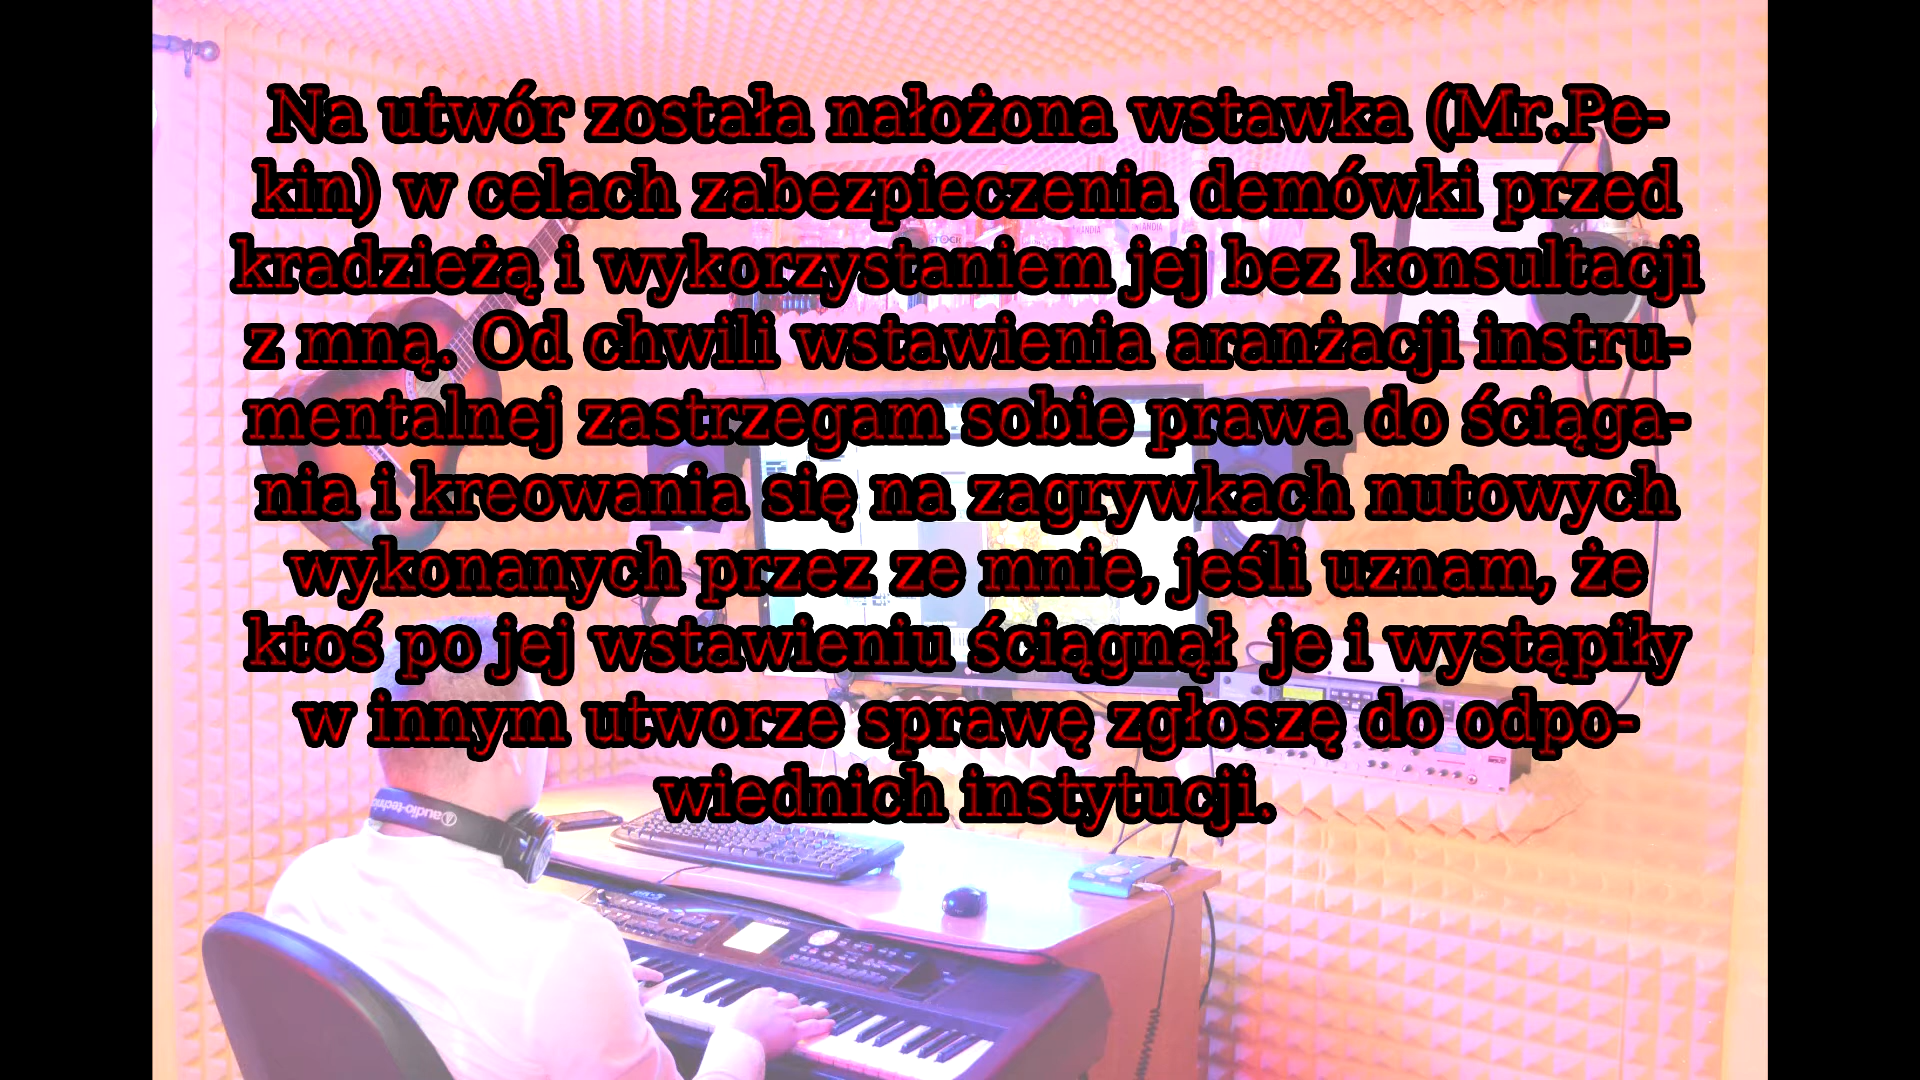 Na utwór została nałożona wstawka (Mr.Pe-
kin) w celach zabezpieczenia demówki przed
kradzieżą i wykorzystaniem jej bez konsultacji
z mną. Od chwili wstawienia aranżacji instru-
mentalnej zastrzegam sobie prawa do ściąga-
nia i kreowania się na zagrywkach nutowych
wykonanych przez ze mnie, jeśli uznam, że
ktoś po jej wstawieniu ściągnął  je i wystąpiły
w innym utworze sprawę zgłoszę do odpo-
wiednich instytucji.
audio-technica